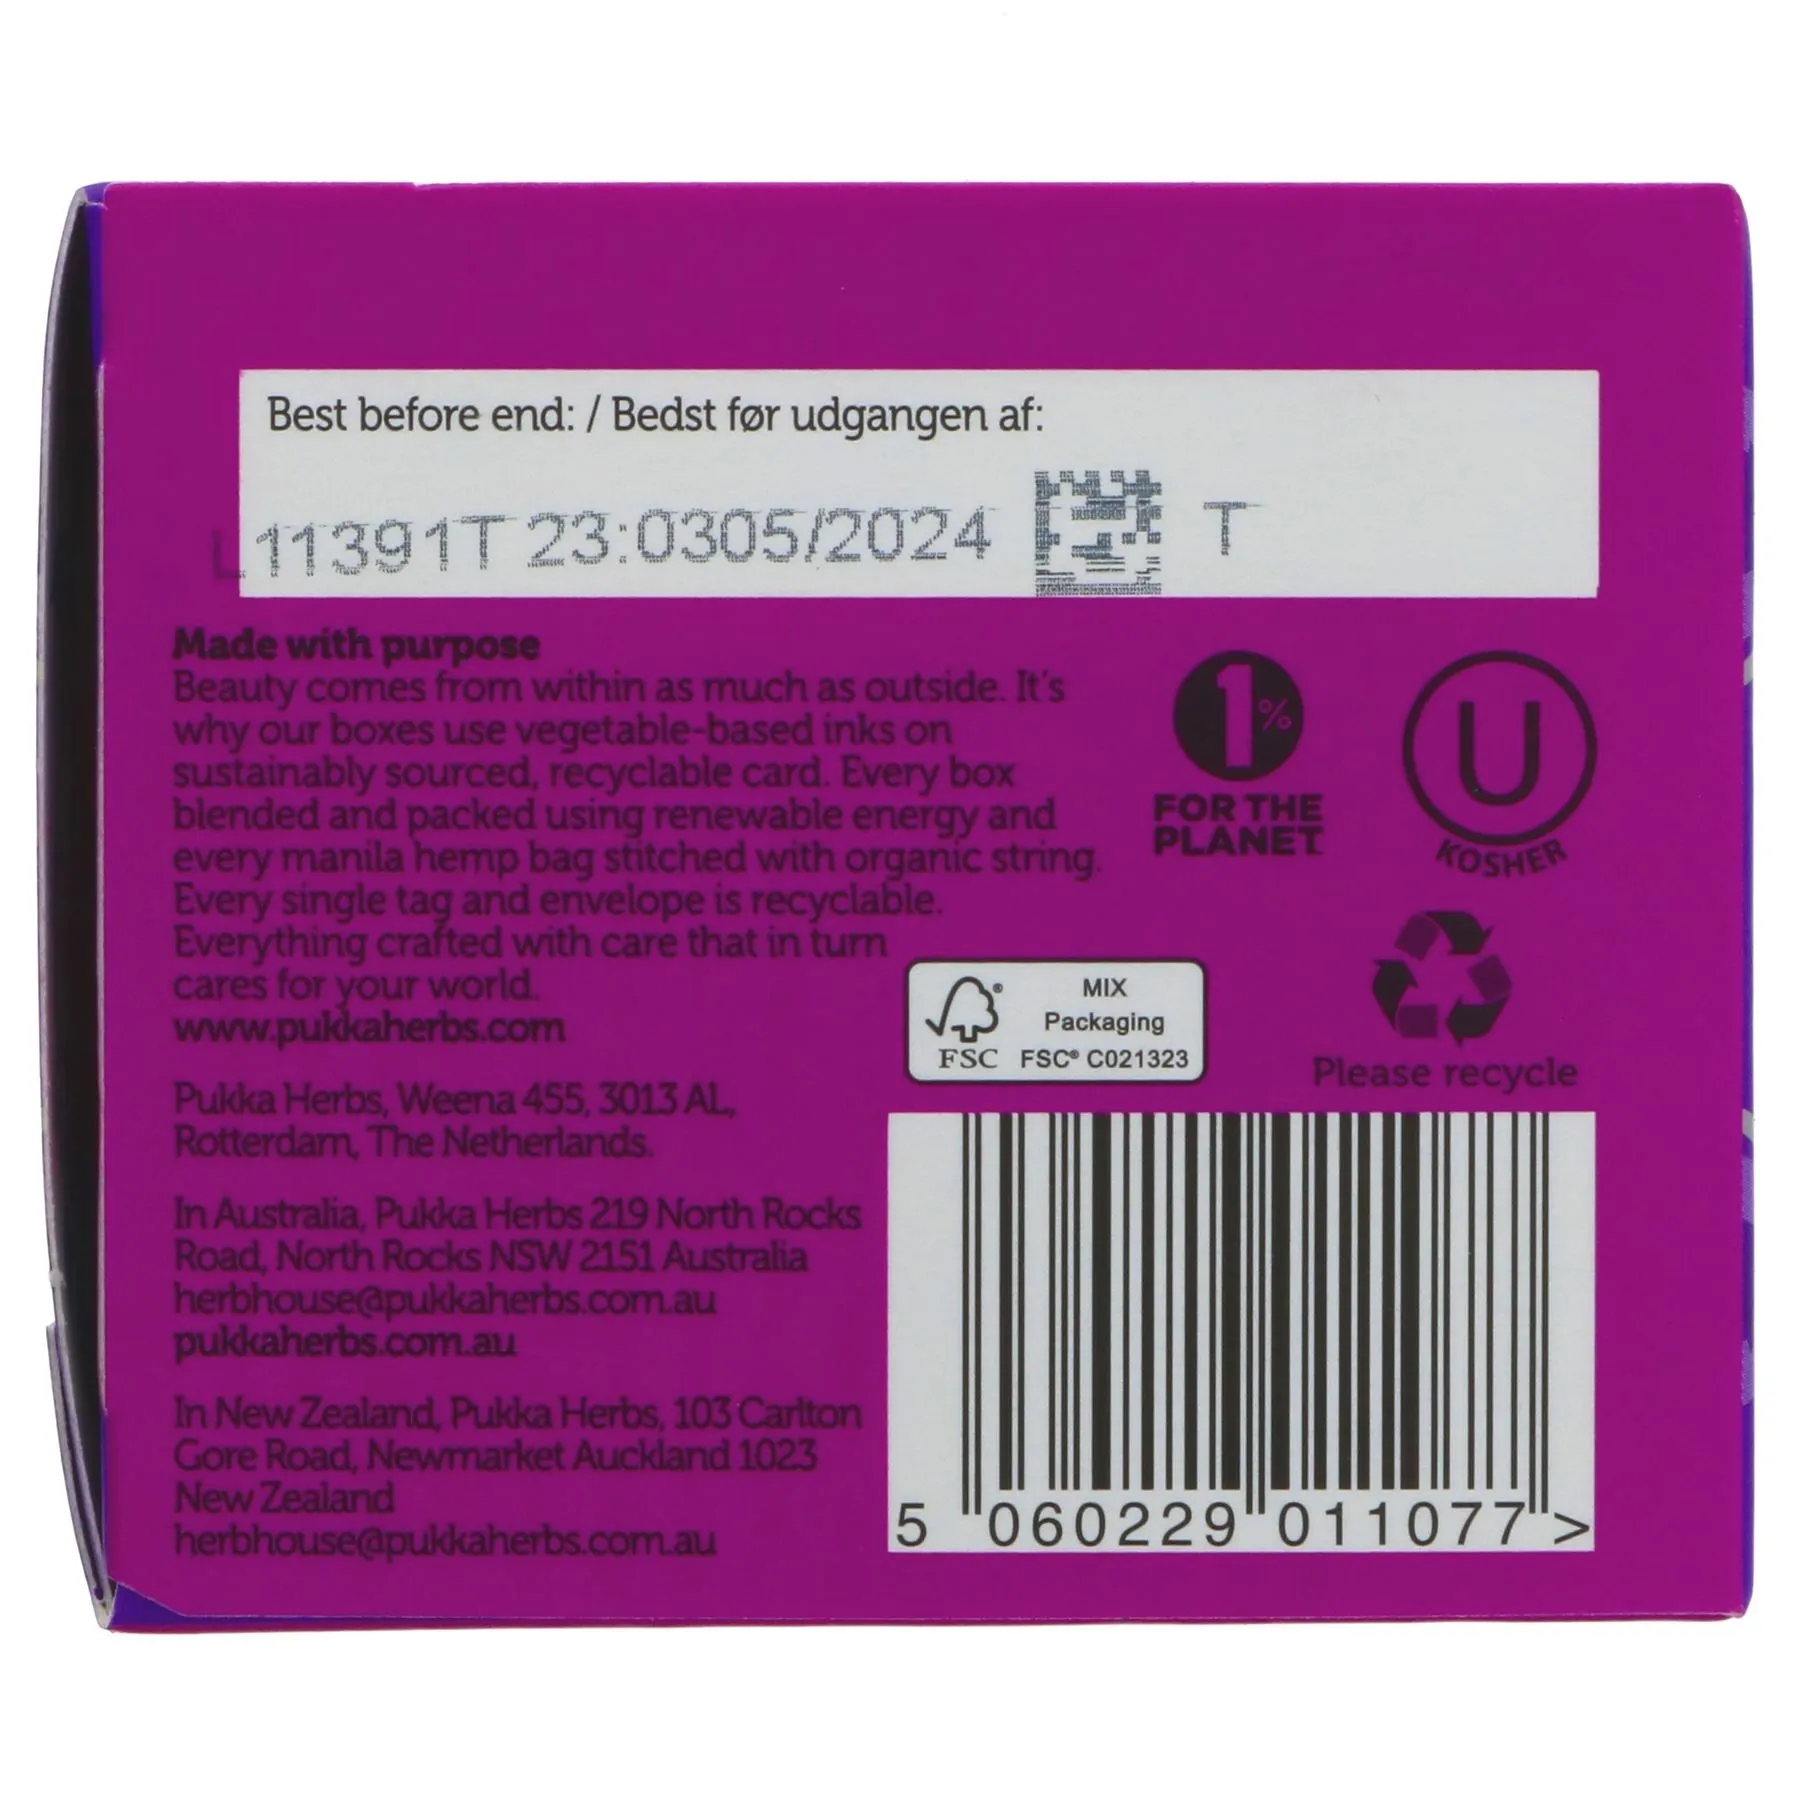 Best before end: / Bedst før udgangen af:
L11391T 23:0305/2024
T
Made with purpose
Beauty comes from within as much as outside. It's
why our boxes use vegetable-based inks on
sustainably sourced, recyclable card. Every box
blended and packed using renewable energy and
every manila hemp bag stitched with organic string.
Every single tag and envelope is recyclable.
Everything crafted with care that in turn
cares for your world.
www.pukkaherbs.com
Pukka Herbs, Weena 455, 3013 AL,
Rotterdam, The Netherlands.
In Australia, Pukka Herbs 219 North Rocks
Road, North Rocks NSW 2151 Australia
herbhouse@pukkaherbs.com.au
pukkaherbs.com.au
In New Zealand, Pukka Herbs, 103 Carlton
Gore Road, Newmarket Auckland 1023
New Zealand
herbhouse@pukkaherbs.com.au
1%
FOR THE
PLANET
U
KOSHER
FSC
MIX
Packaging
FSC® C021323
Please recycle
5 060229 011077 >